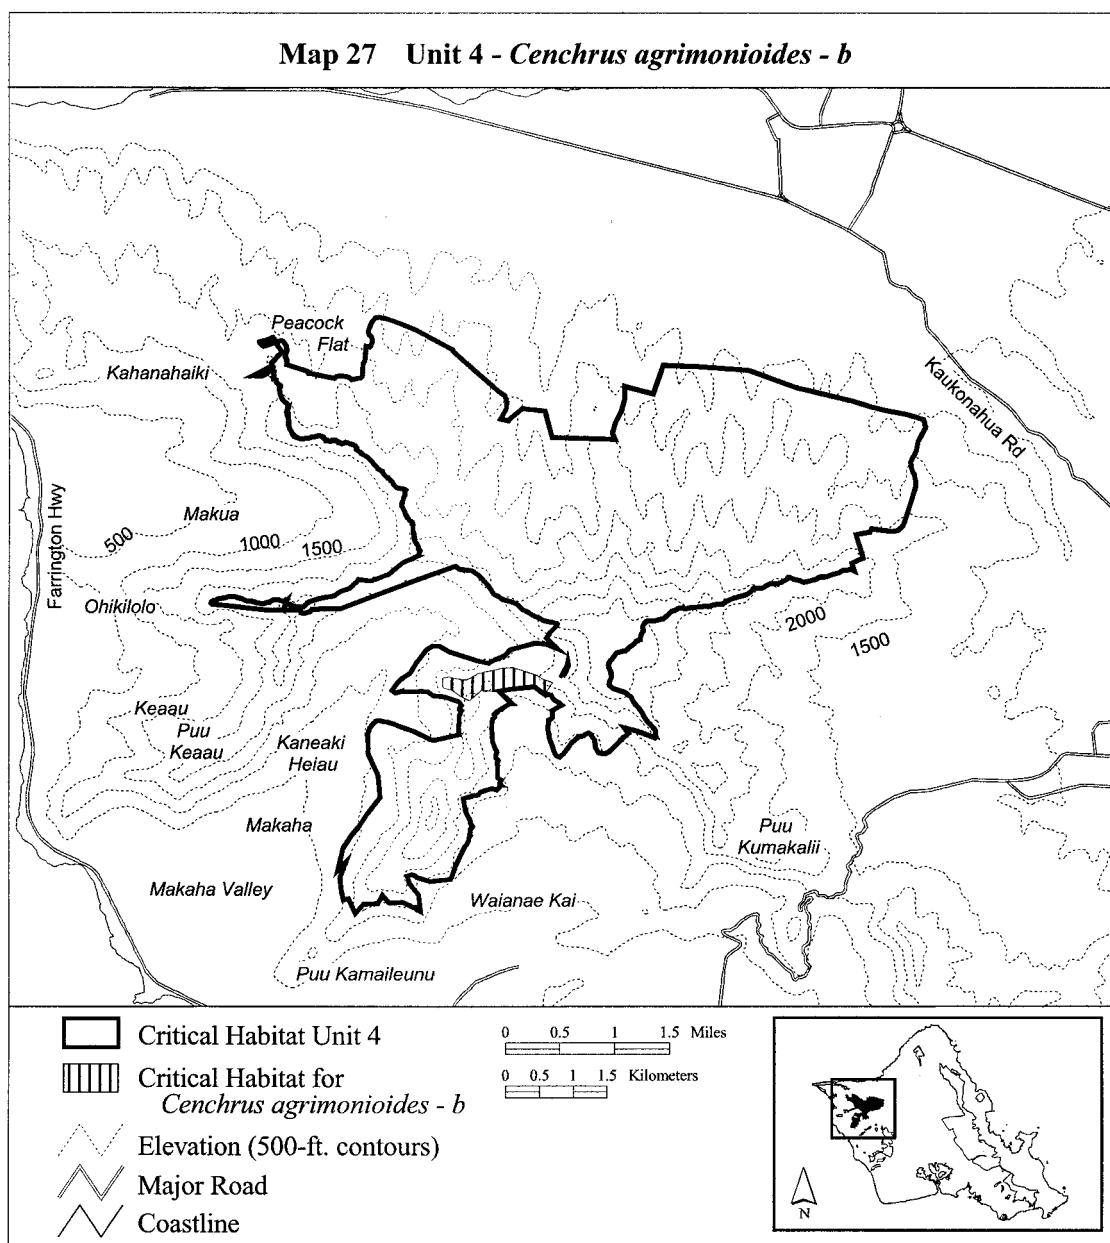 Map 27 Unit 4 - Cenchrus agrimonioides - b
Peacock
Flat
Kahanahaiki
Kaukonahua Rd
Farrington Hwy
Makua
500
1000
1500
Ohikilolo
2000
1500
Keaau
Puu
Keaau
Kaneaki
Heiau
Makaha
Puu
Kumakalii
Makaha Valley
Waianae Kai
Puu Kamaileunu
Critical Habitat Unit 4
Critical Habitat for
Cenchrus agrimonioides - b
Elevation (500-ft. contours)
Major Road
Coastline
0 0.5 1 1.5 Miles
0 0.5 1 1.5 Kilometers
N